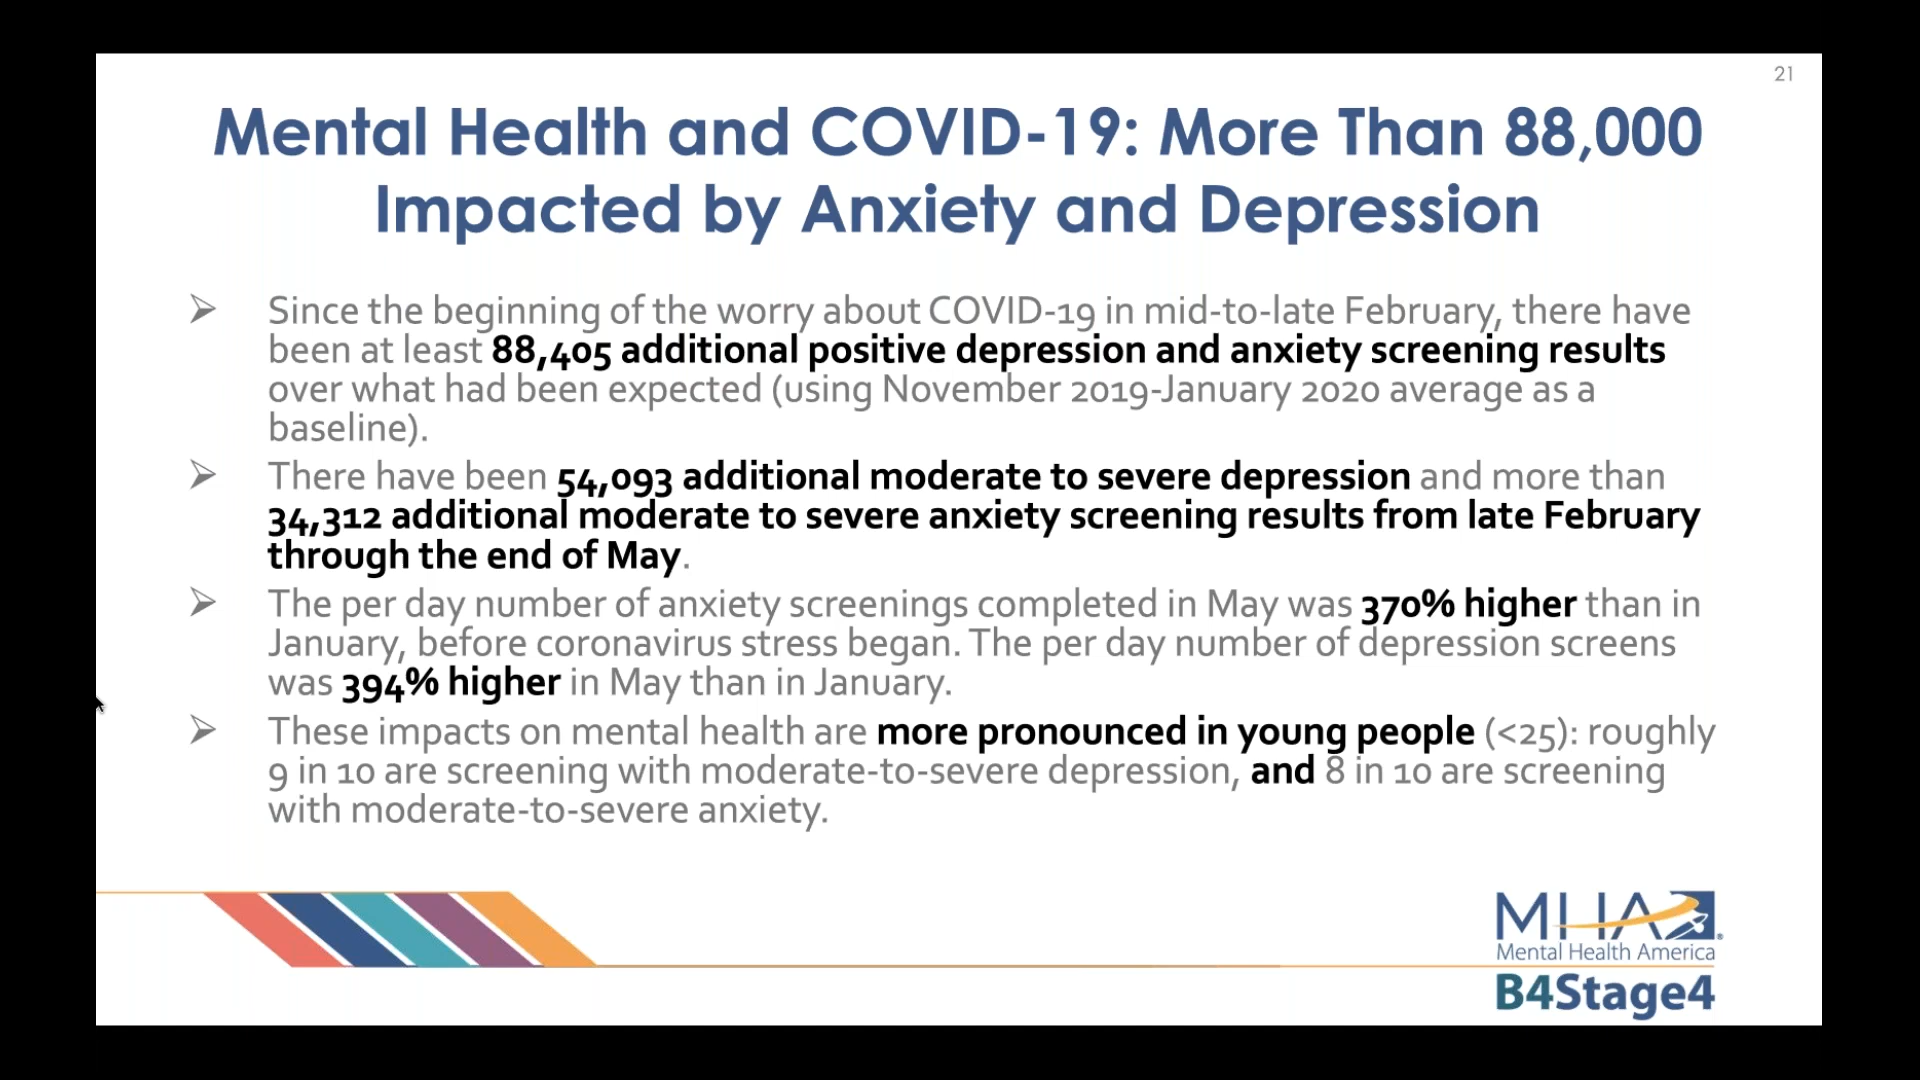 21
Mental Health and COVID-19: More Than 88,000
Impacted by Anxiety and Depression
➢ Since the beginning of the worry about COVID-19 in mid-to-late February, there have
been at least 88,405 additional positive depression and anxiety screening results
over what had been expected (using November 2019-January 2020 average as a
baseline).
➢ There have been 54,093 additional moderate to severe depression and more than
34,312 additional moderate to severe anxiety screening results from late February
through the end of May.
➢ The per day number of anxiety screenings completed in May was 370% higher than in
January, before coronavirus stress began. The per day number of depression screens
was 394% higher in May than in January.
➢ These impacts on mental health are more pronounced in young people (<25): roughly
9 in 10 are screening with moderate-to-severe depression, and 8 in 10 are screening
with moderate-to-severe anxiety.
MHA®
Mental Health America
B4Stage4